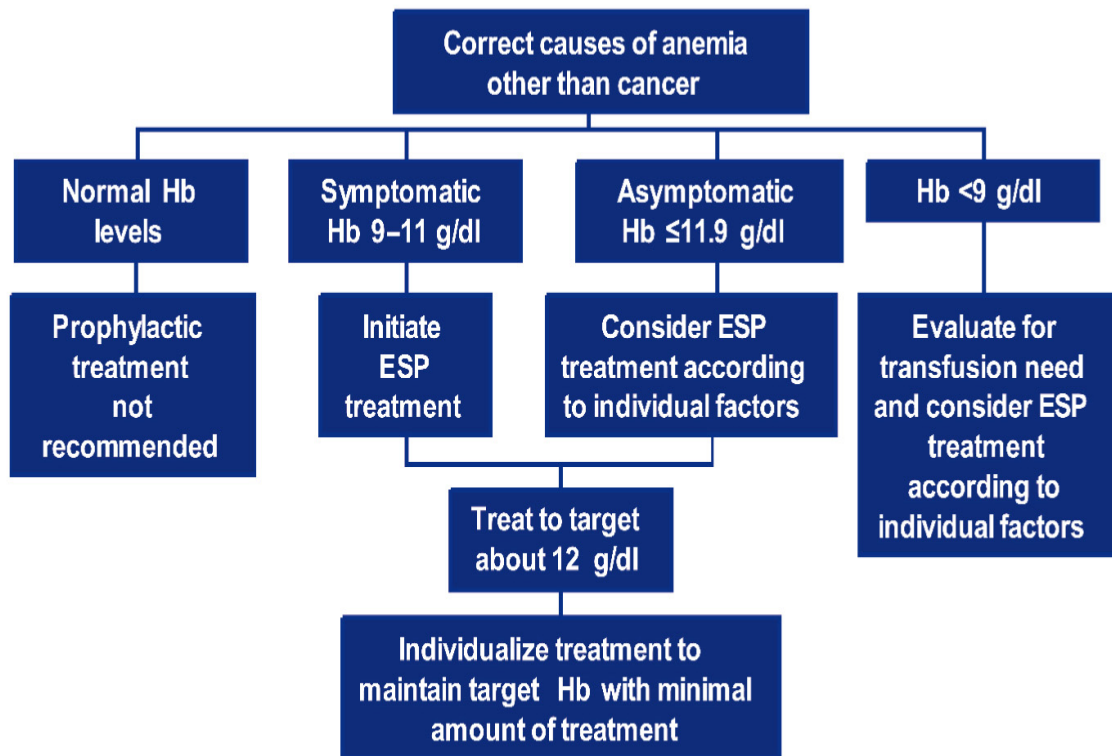 Correct causes of anemia
other than cancer
Normal Hb
levels
Symptomatic
Hb 9–11 g/dl
Asymptomatic
Hb ≤11.9 g/dl
Hb <9 g/dl
Prophylactic
treatment
not
recommended
Initiate
ESP
treatment
Consider ESP
treatment according
to individual factors
Evaluate for
transfusion need
and consider ESP
treatment
according to
individual factors
Treat to target
about 12 g/dl
Individualize treatment to
maintain target Hb with minimal
amount of treatment